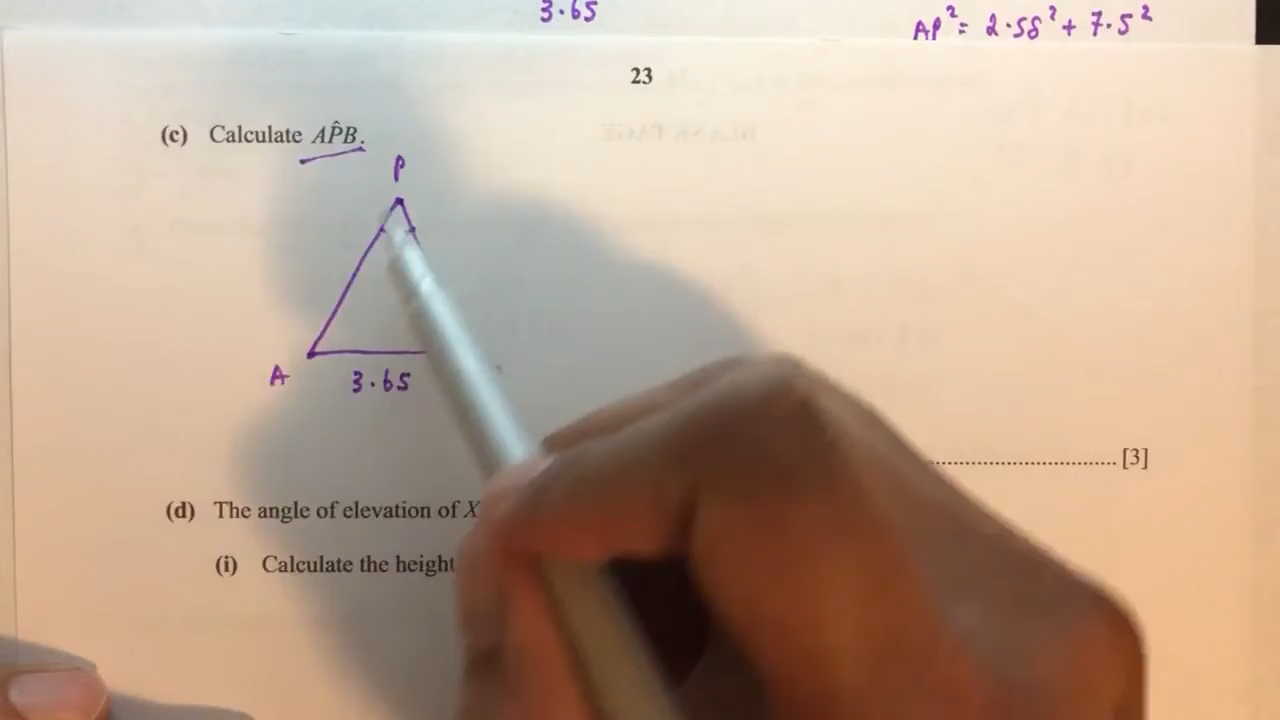 3.65
AP² = 2.58² + 7.5²
23
(c) Calculate AP̂B.
P
A 3.65
[3]
(d) The angle of elevation of X
(i) Calculate the height